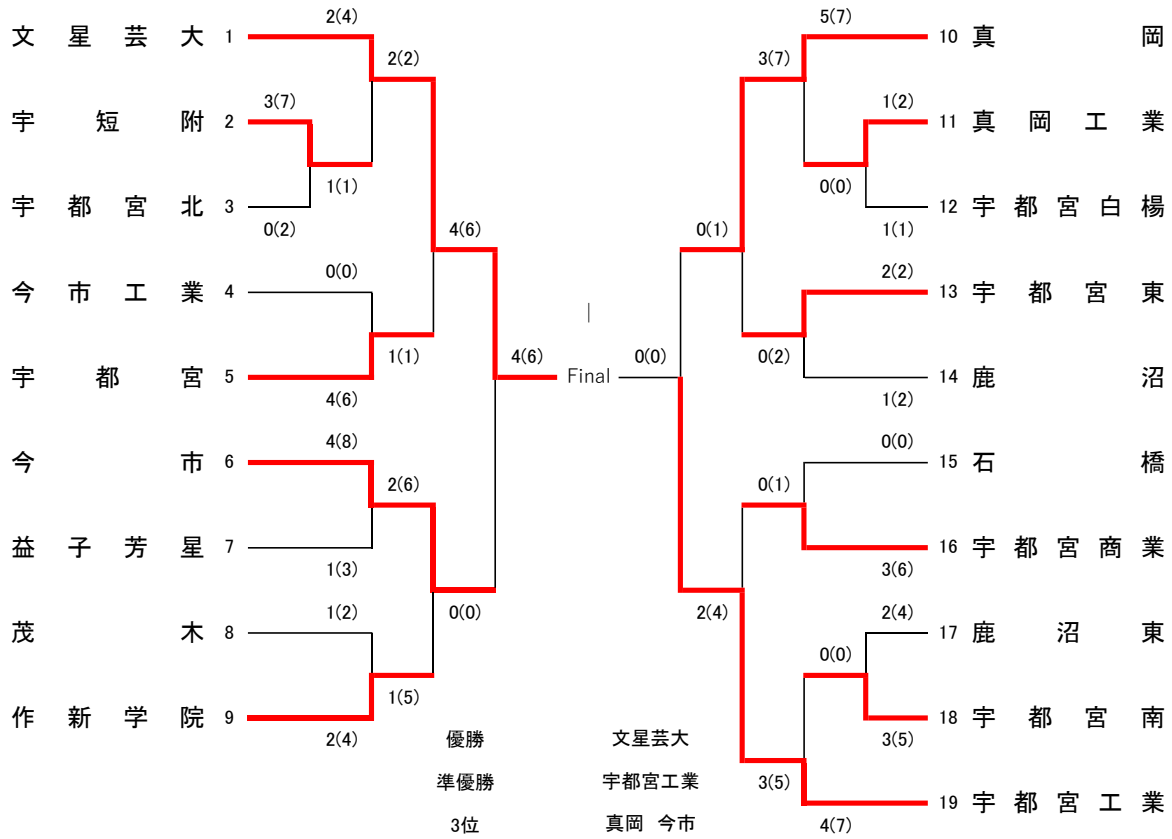 2(4)
5(7)
文星芸大 1
10 真岡
2(2)
3(7)
3(7)
1(2)
宇短附 2
11 真岡工業
1(1)
0(0)
宇都宮北 3
12 宇都宮白楊
0(2)
4(6)
0(1)
1(1)
0(0)
2(2)
今市工業 4
13 宇都宮東
|
1(1)
4(6)
0(0)
0(2)
宇都宮 5
Final
14 鹿沼
4(6)
1(2)
4(8)
0(0)
今市 6
15 石橋
2(6)
0(1)
益子芳星 7
16 宇都宮商業
1(3)
3(6)
1(2)
0(0)
2(4)
2(4)
茂木 8
17 鹿沼東
0(0)
1(5)
作新学院 9
18 宇都宮南
2(4)
優勝 文星芸大
3(5)
準優勝 宇都宮工業
3(5)
19 宇都宮工業
3位 真岡 今市
4(7)